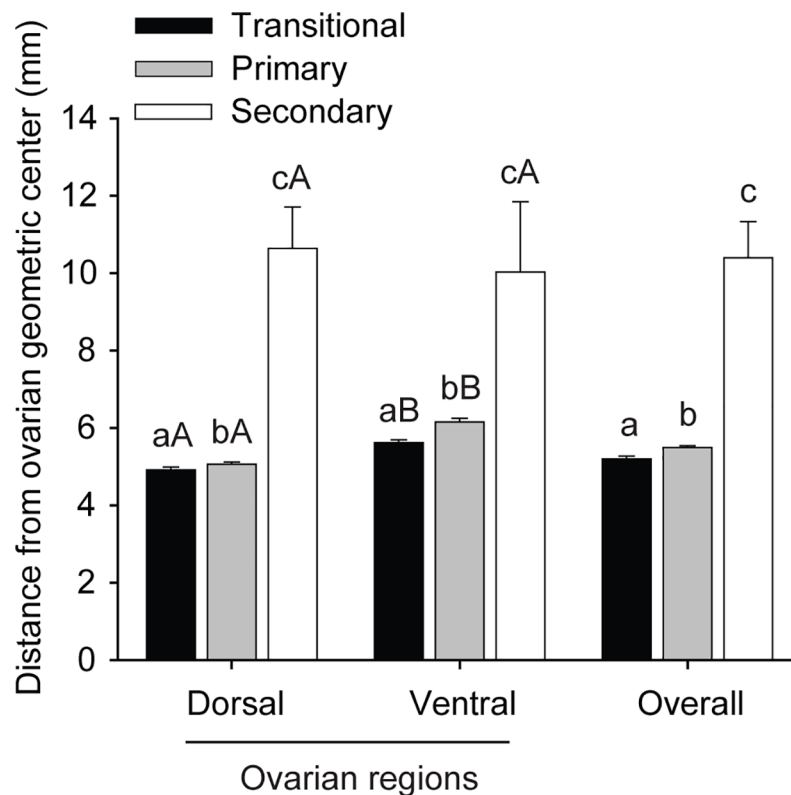 Transitional
Primary
Secondary
Distance from ovarian geometric center (mm)
14
12
10
8
6
4
2
0
cA
cA
c
aA
bA
aB
bB
a
b
Dorsal
Ventral
Overall
Ovarian regions